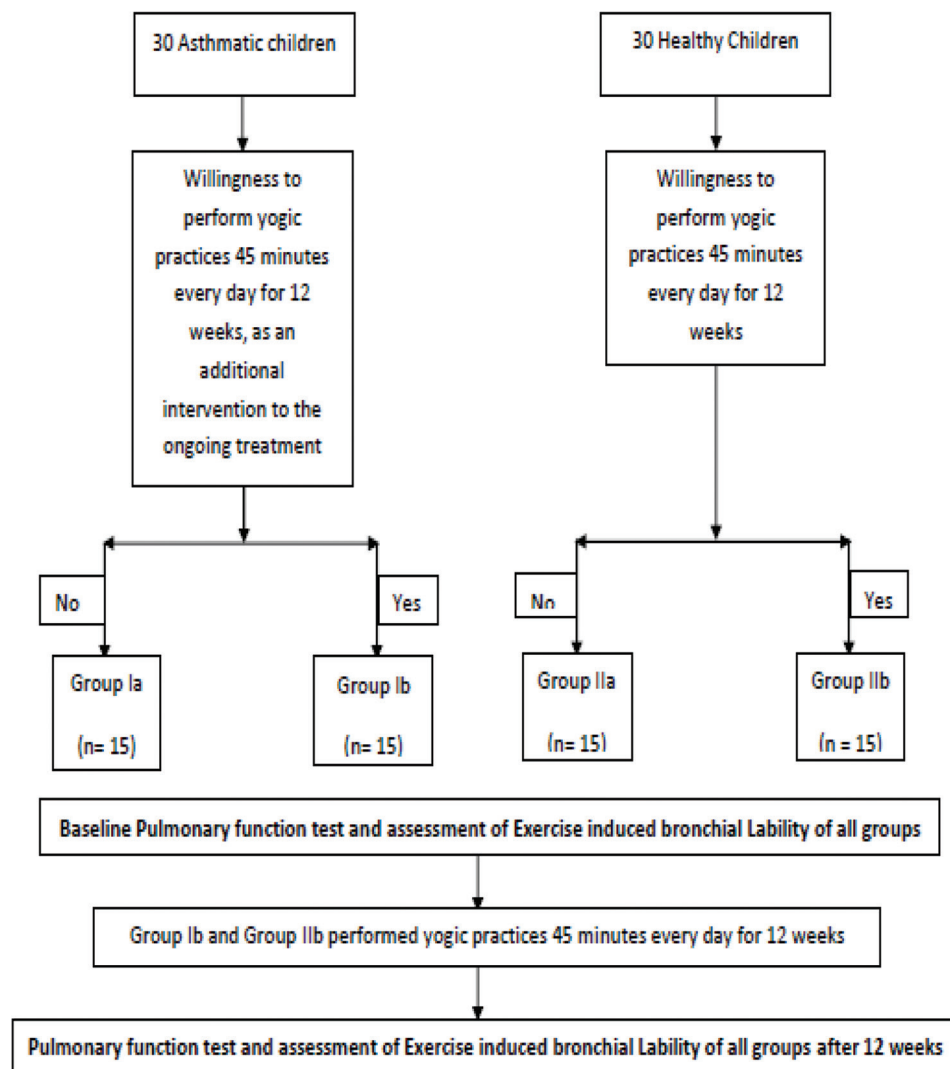 30 Asthmatic children
30 Healthy Children
Willingness to
perform yogic
practices 45 minutes
every day for 12
weeks, as an
additional
intervention to the
ongoing treatment
Willingness to
perform yogic
practices 45 minutes
every day for 12
weeks
No
Yes
No
Yes
Group Ia
(n= 15)
Group Ib
(n= 15)
Group IIa
(n= 15)
Group IIb
(n = 15)
Baseline Pulmonary function test and assessment of Exercise induced bronchial Lability of all groups
Group Ib and Group IIb performed yogic practices 45 minutes every day for 12 weeks
Pulmonary function test and assessment of Exercise induced bronchial Lability of all groups after 12 weeks